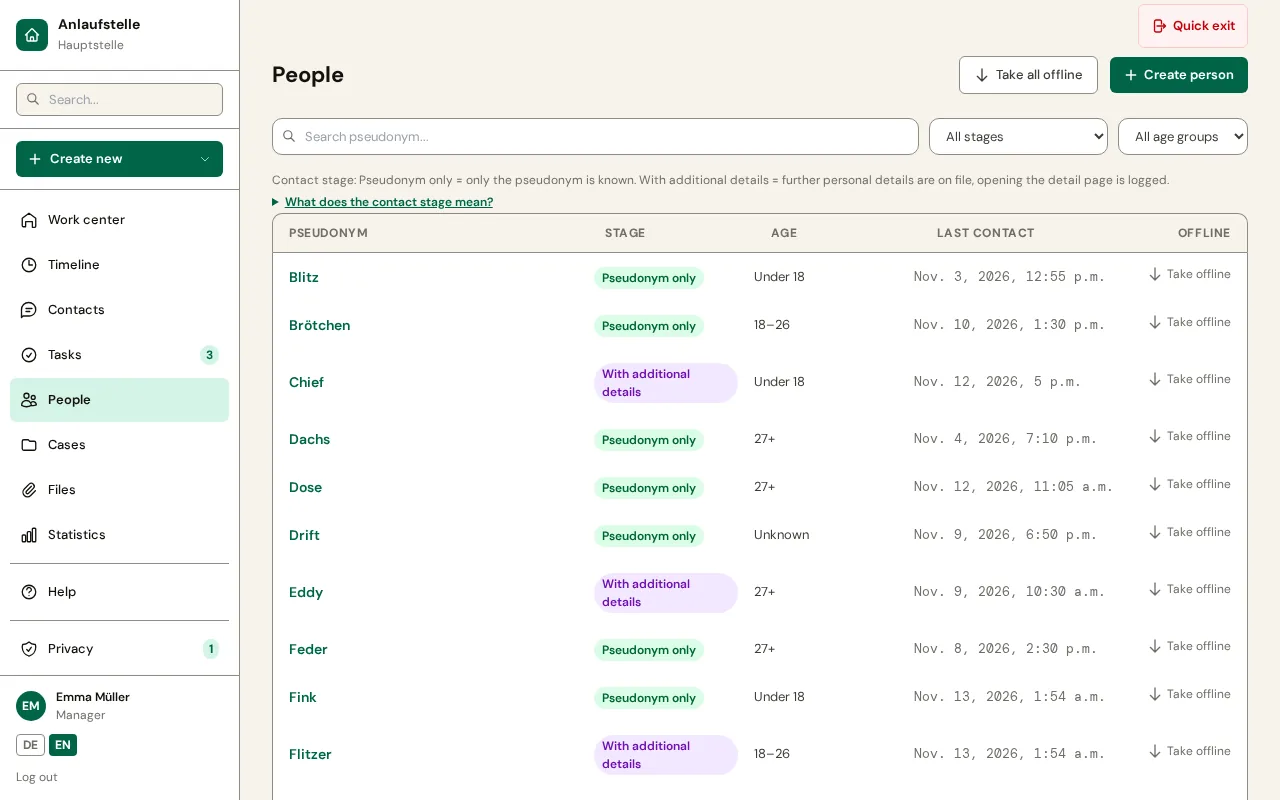 Anlaufstelle
Hauptstelle
Search...
Create new
Work center
Timeline
Contacts
Tasks 3
People
Cases
Files
Statistics
Help
Privacy 1
EM Emma Müller
Manager
DE EN
Log out
Quick exit
People
Take all offline
Create person
Search pseudonym...
All stages
All age groups
Contact stage: Pseudonym only = only the pseudonym is known. With additional details = further personal details are on file, opening the detail page is logged.
What does the contact stage mean?
PSEUDONYM STAGE AGE LAST CONTACT OFFLINE
Blitz Pseudonym only Under 18 Nov. 3, 2026, 12:55 p.m. Take offline
Brötchen Pseudonym only 18–26 Nov. 10, 2026, 1:30 p.m. Take offline
Chief With additional details Under 18 Nov. 12, 2026, 5 p.m. Take offline
Dachs Pseudonym only 27+ Nov. 4, 2026, 7:10 p.m. Take offline
Dose Pseudonym only 27+ Nov. 12, 2026, 11:05 a.m. Take offline
Drift Pseudonym only Unknown Nov. 9, 2026, 6:50 p.m. Take offline
Eddy With additional details 27+ Nov. 9, 2026, 10:30 a.m. Take offline
Feder Pseudonym only 27+ Nov. 8, 2026, 2:30 p.m. Take offline
Fink Pseudonym only Under 18 Nov. 13, 2026, 1:54 a.m. Take offline
Flitzer With additional details 18–26 Nov. 13, 2026, 1:54 a.m. Take offline